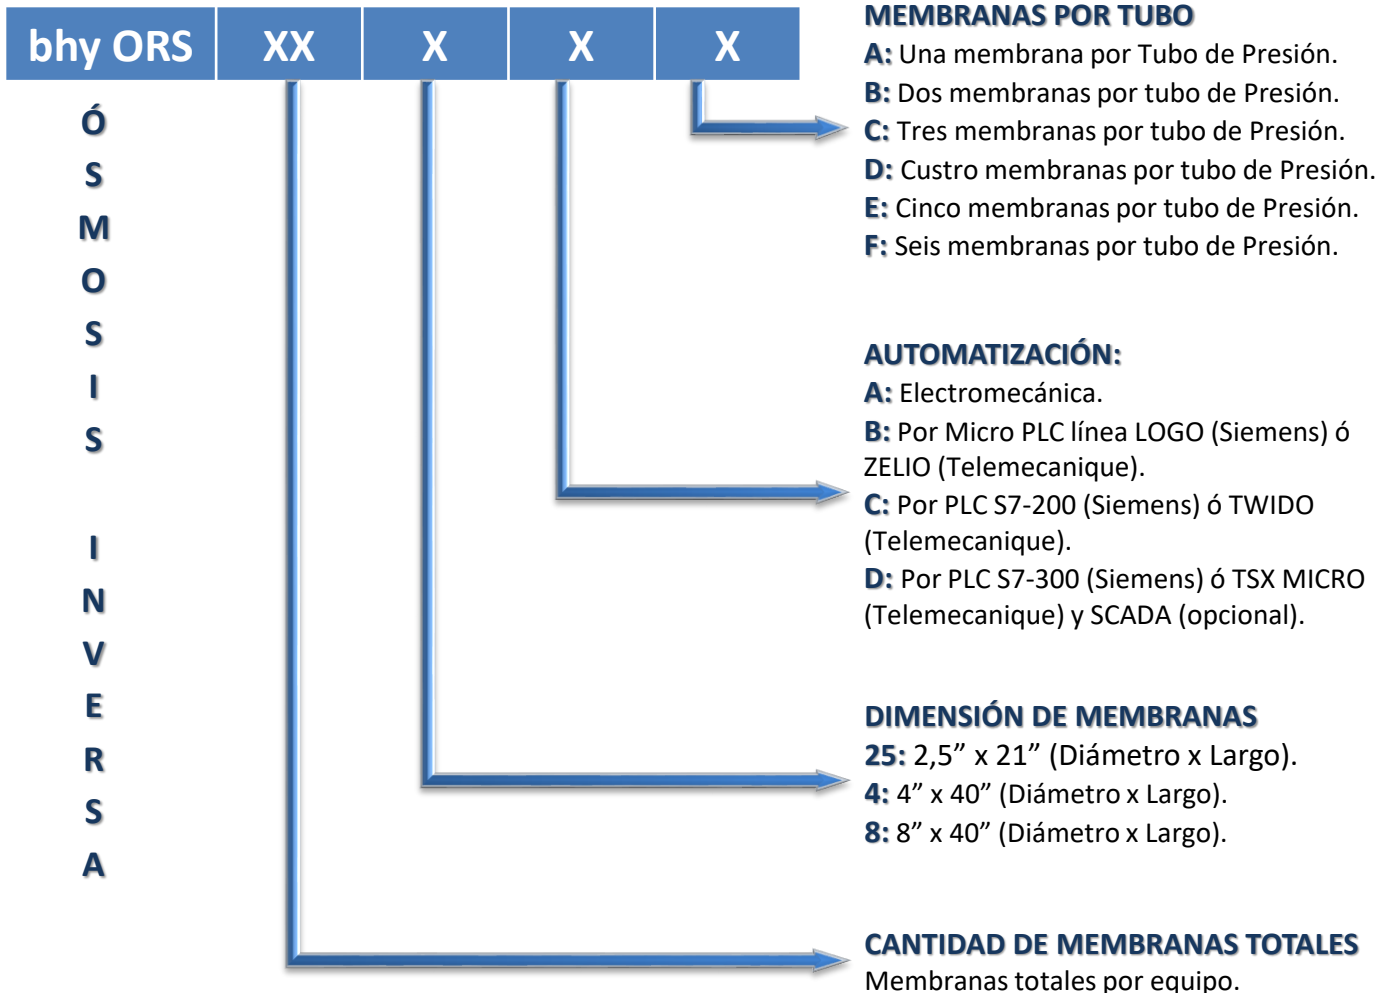 bhy ORS XX X X X
ÓSMOSIS INVERSA
MEMBRANAS POR TUBO
A: Una membrana por Tubo de Presión.
B: Dos membranas por tubo de Presión.
C: Tres membranas por tubo de Presión.
D: Custro membranas por tubo de Presión.
E: Cinco membranas por tubo de Presión.
F: Seis membranas por tubo de Presión.
AUTOMATIZACIÓN:
A: Electromecánica.
B: Por Micro PLC línea LOGO (Siemens) ó
ZELIO (Telemecanique).
C: Por PLC S7-200 (Siemens) ó TWIDO
(Telemecanique).
D: Por PLC S7-300 (Siemens) ó TSX MICRO
(Telemecanique) y SCADA (opcional).
DIMENSIÓN DE MEMBRANAS
25: 2,5” x 21” (Diámetro x Largo).
4: 4” x 40” (Diámetro x Largo).
8: 8” x 40” (Diámetro x Largo).
CANTIDAD DE MEMBRANAS TOTALES
Membranas totales por equipo.